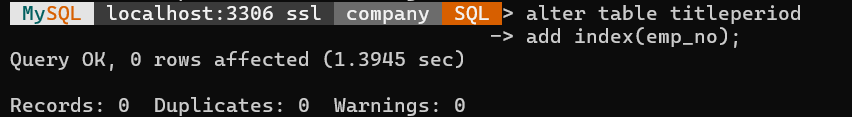 MySQL localhost:3306 ssl company SQL > alter table titleperiod
-> add index(emp_no);
Query OK, 0 rows affected (1.3945 sec)
Records: 0 Duplicates: 0 Warnings: 0